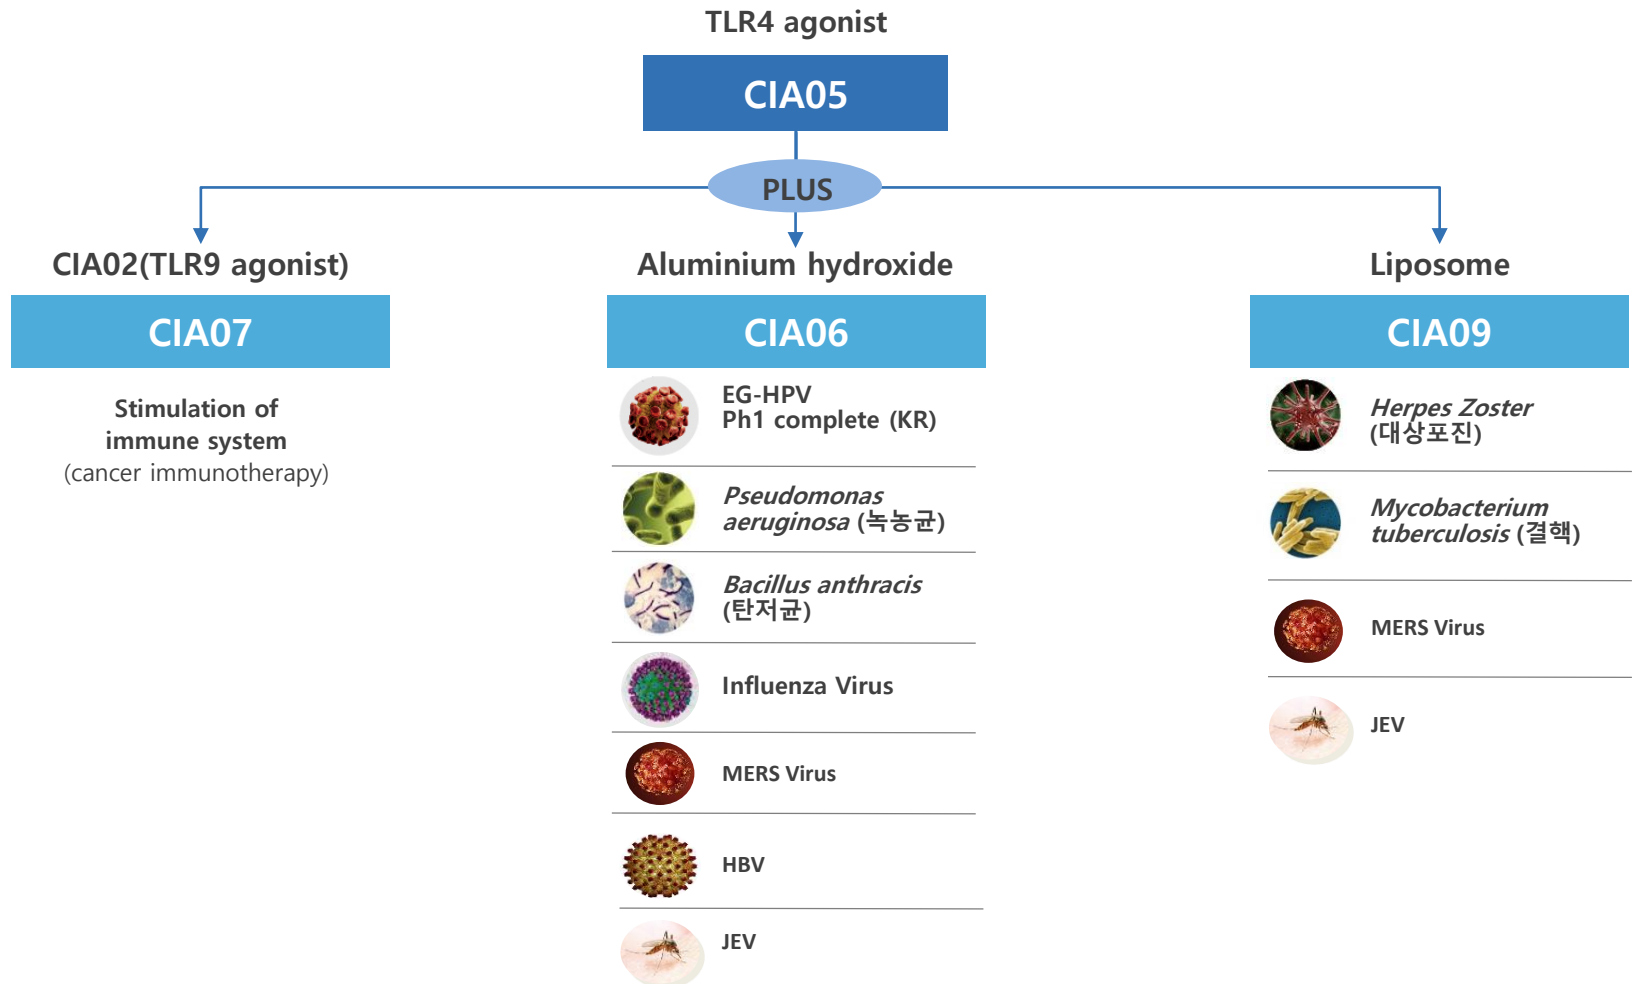 TLR4 agonist
CIA05
PLUS
CIA02(TLR9 agonist)
CIA07
Stimulation of
immune system
(cancer immunotherapy)
Aluminium hydroxide
CIA06
EG-HPV
Ph1 complete (KR)
Pseudomonas
aeruginosa (녹농균)
Bacillus anthracis
(탄저균)
Influenza Virus
MERS Virus
HBV
JEV
Liposome
CIA09
Herpes Zoster
(대상포진)
Mycobacterium
tuberculosis (결핵)
MERS Virus
JEV